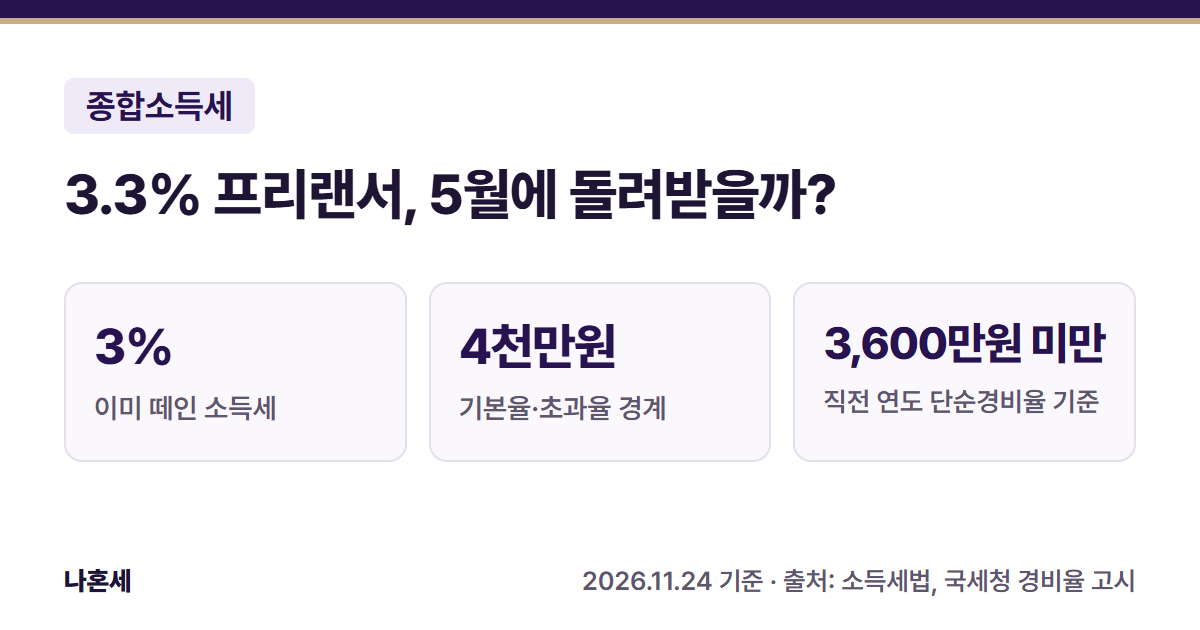 종합소득세
3.3% 프리랜서, 5월에 돌려받을까?
3%
이미 떼인 소득세
4천만원
기본율·초과율 경계
3,600만원 미만
직전 연도 단순경비율 기준
나혼세
2026.11.24 기준 · 출처: 소득세법, 국세청 경비율 고시